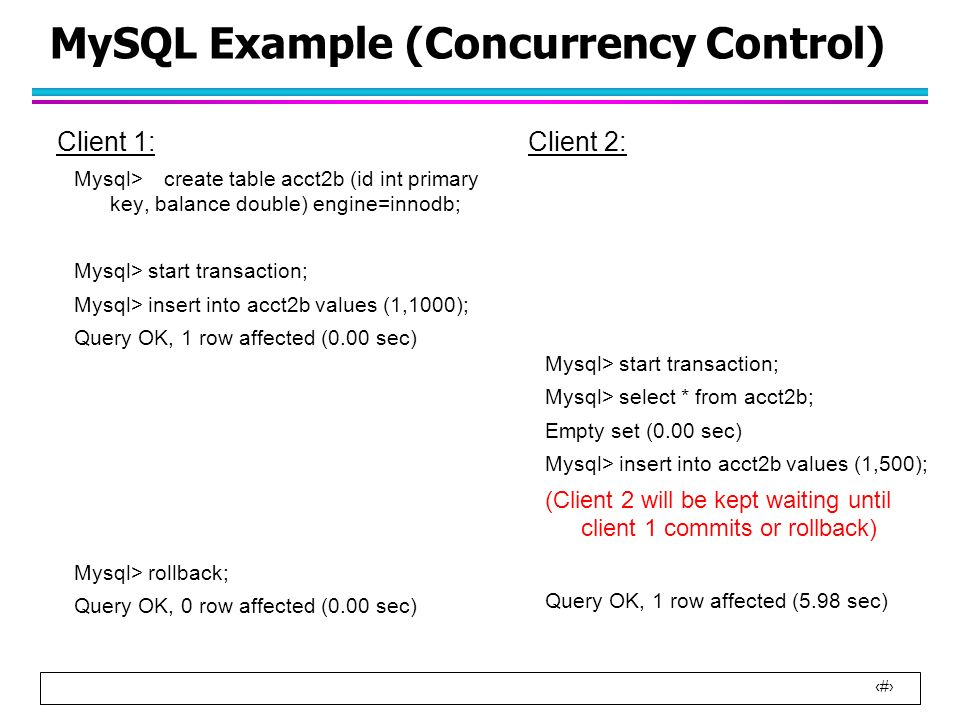 MySQL Example (Concurrency Control)
Client 1:
Mysql> create table acct2b (id int primary
key, balance double) engine=innodb;
Mysql> start transaction;
Mysql> insert into acct2b values (1,1000);
Query OK, 1 row affected (0.00 sec)
Mysql> rollback;
Query OK, 0 row affected (0.00 sec)
Client 2:
Mysql> start transaction;
Mysql> select * from acct2b;
Empty set (0.00 sec)
Mysql> insert into acct2b values (1,500);
(Client 2 will be kept waiting until
client 1 commits or rollback)
Query OK, 1 row affected (5.98 sec)
‹#›